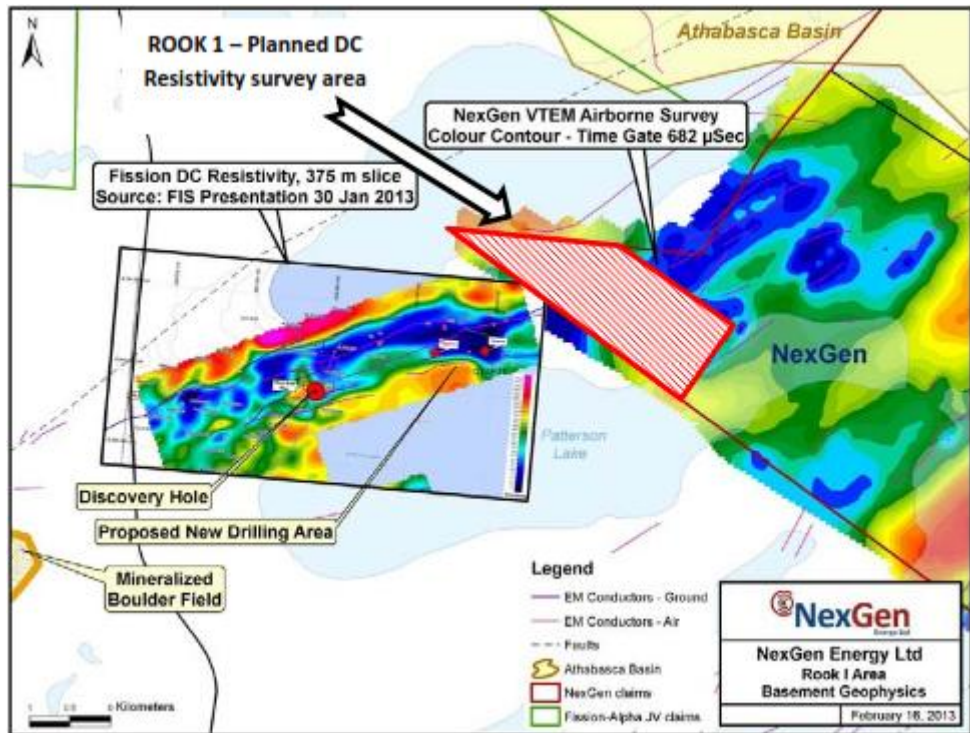 N
ROOK 1 – Planned DC
Resistivity survey area
Athabasca Basin
NexGen VTEM Airborne Survey
Colour Contour - Time Gate 682 µSec
Fission DC Resistivity, 375 m slice
Source: FIS Presentation 30 Jan 2013
NexGen
Patterson
Lake
Discovery Hole
Proposed New Drilling Area
Mineralized
Boulder Field
Legend
EM Conductors - Ground
EM Conductors - Air
Faults
Athabasca Basin
NexGen claims
Fission-Alpha JV claims
Kilometers
NexGen
Energy Ltd
NexGen Energy Ltd
Rook I Area
Basement Geophysics
February 16, 2013